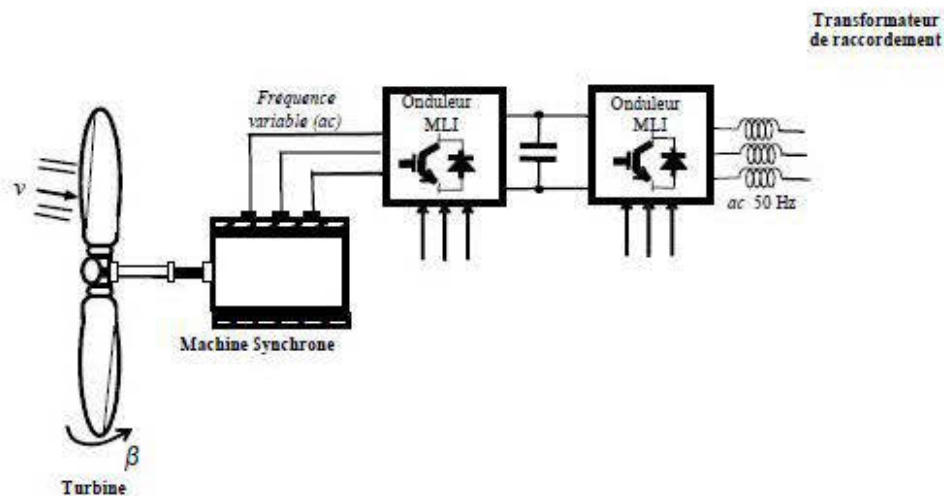 Transformateur
de raccordement
Fréquence
variable (ac)
Onduleur
MLI
Onduleur
MLI
v
ac 50 Hz
Machine Synchrone
β
Turbine